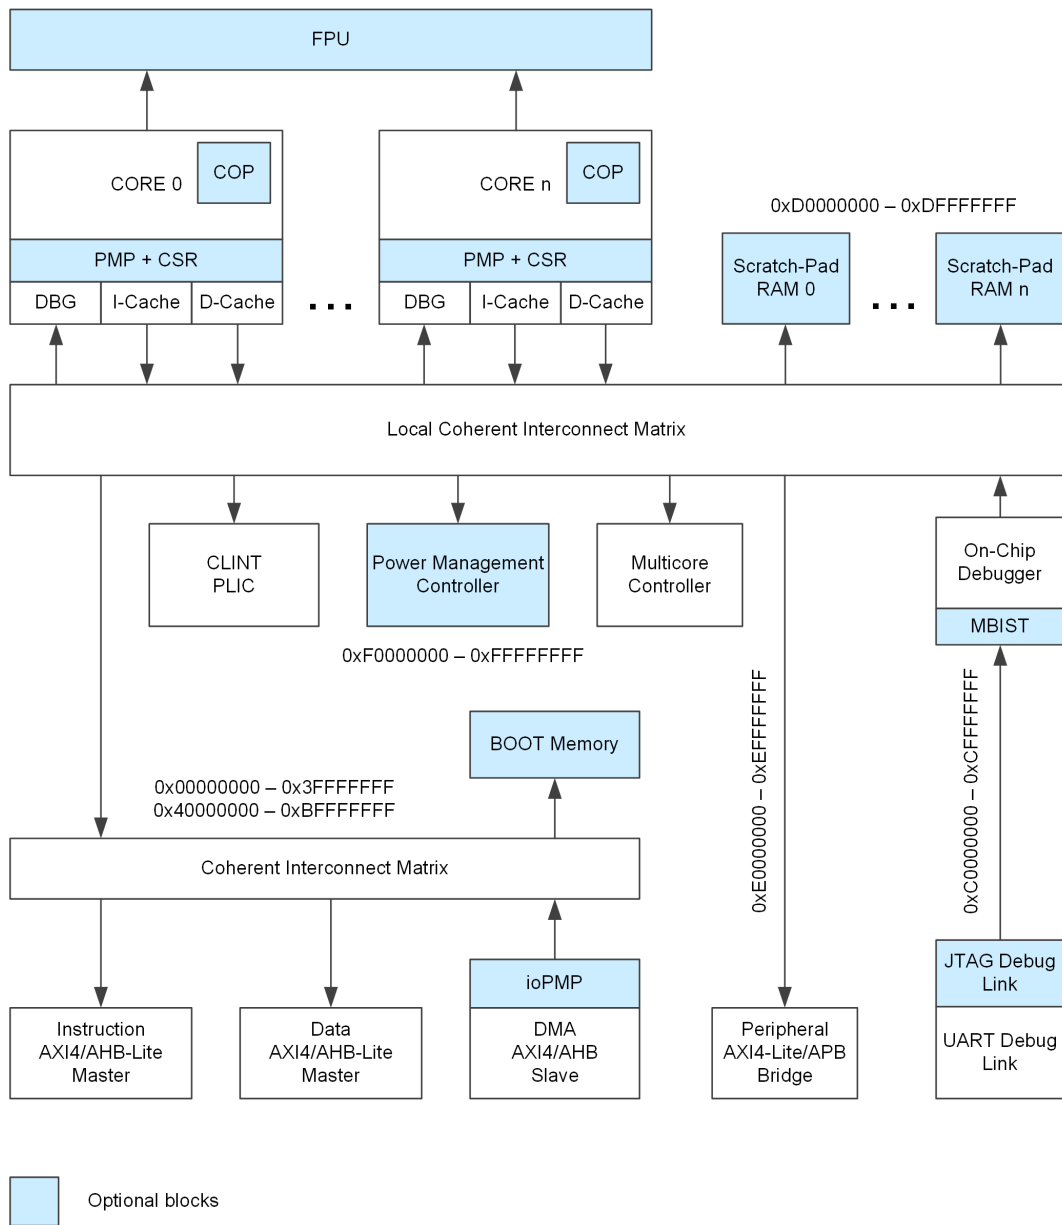 FPU
CORE 0
COP
PMP + CSR
DBG
I-Cache
D-Cache
...
CORE n
COP
PMP + CSR
DBG
I-Cache
D-Cache
0xD0000000 – 0xDFFFFFFF
Scratch-Pad
RAM 0
...
Scratch-Pad
RAM n
Local Coherent Interconnect Matrix
CLINT
PLIC
Power Management
Controller
Multicore
Controller
On-Chip
Debugger
MBIST
0xF0000000 – 0xFFFFFFFF
BOOT Memory
0x00000000 – 0x3FFFFFFF
0x40000000 – 0xBFFFFFFF
0xE0000000 – 0xEFFFFFFF
0xC0000000 – 0xCFFFFFFF
Coherent Interconnect Matrix
Instruction
AXI4/AHB-Lite
Master
Data
AXI4/AHB-Lite
Master
ioPMP
DMA
AXI4/AHB
Slave
Peripheral
AXI4-Lite/APB
Bridge
JTAG Debug
Link
UART Debug
Link
Optional blocks